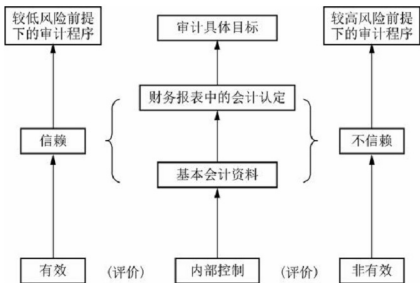 较低风险前提
下的审计程序
审计具体目标
较高风险前提
下的审计程序
财务报表中的会计认定
信赖
不信赖
基本会计资料
有效
(评价)
内部控制
(评价)
非有效